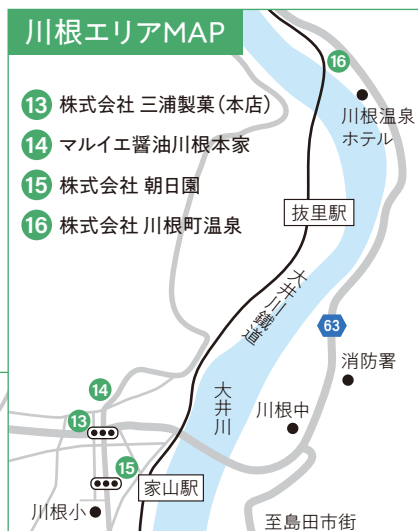 川根エリアMAP
13 株式会社 三浦製菓(本店)
14 マルイエ醤油川根本家
15 株式会社 朝日園
16 株式会社 川根町温泉
16
川根温泉
ホテル
抜里駅
大井川鐵道
63
消防署
大井川
川根中
14
13
15
家山駅
川根小
至島田市街